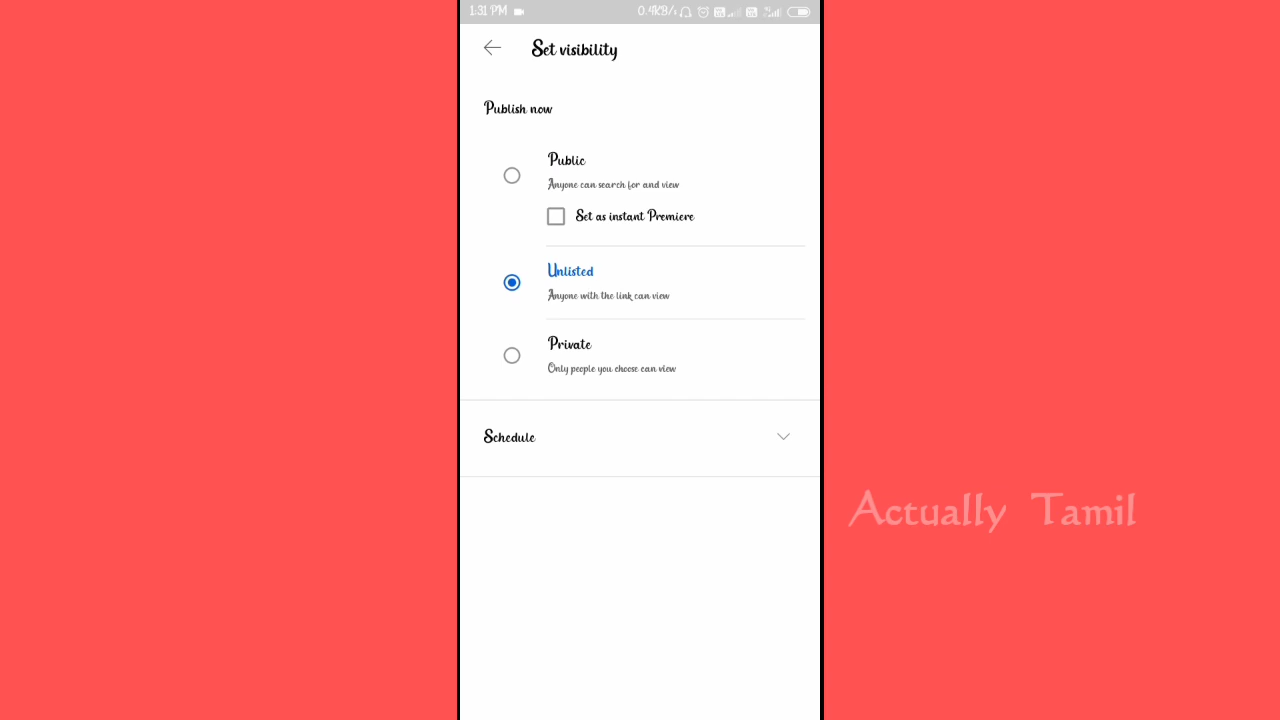 1:31 PM 0.4KB/s
Set visibility
Publish now
Public
Anyone can search for and view
Set as instant Premiere
Unlisted
Anyone with the link can view
Private
Only people you choose can view
Schedule
Actually Tamil